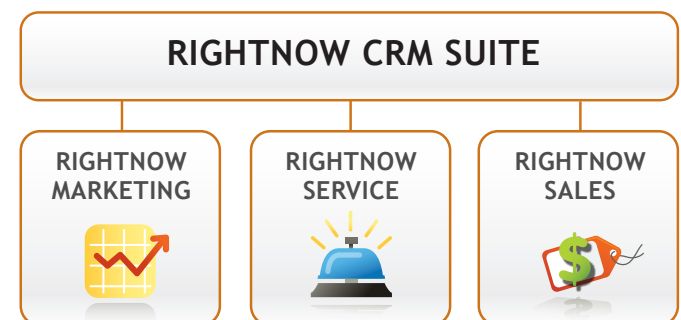 RIGHTNOW CRM SUITE
RIGHTNOW
MARKETING
RIGHTNOW
SERVICE
RIGHTNOW
SALES
$